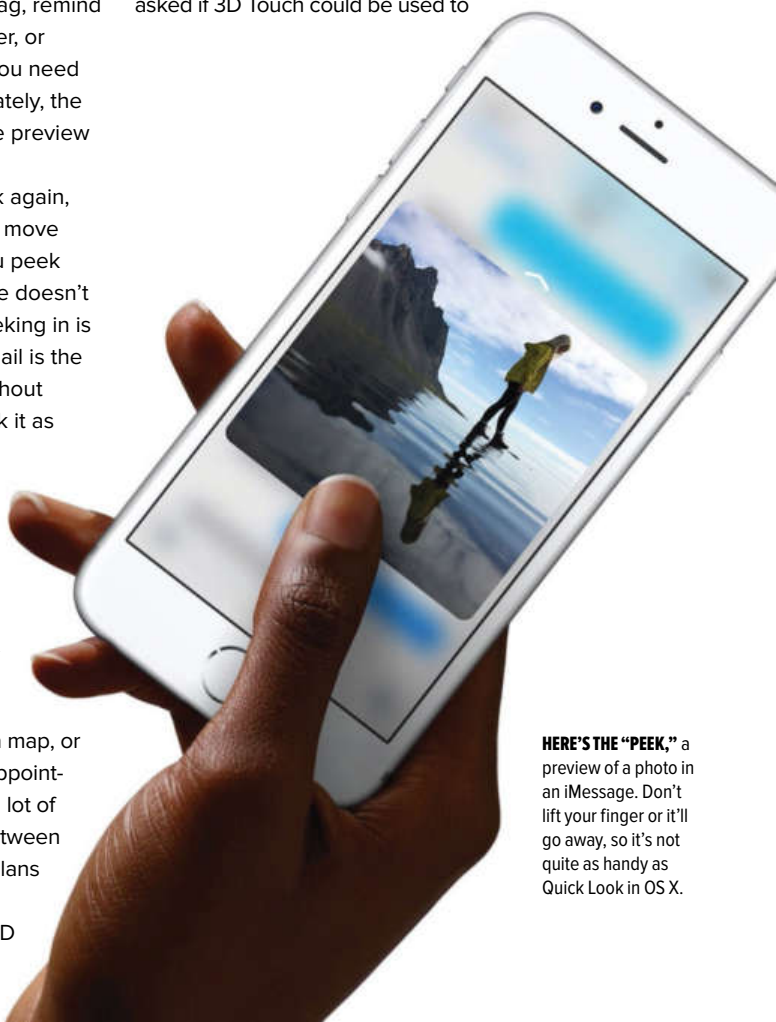 ag, remind
er, or
ou need
ately, the
e preview
k again,
move
u peek
e doesn’t
eking in is
ail is the
hout
k it as
map, or
ppoint-
lot of
tween
lans
D
asked if 3D Touch could be used to
HERE’S THE “PEEK,” a
preview of a photo in
an iMessage. Don’t
lift your finger or it’ll
go away, so it’s not
quite as handy as
Quick Look in OS X.